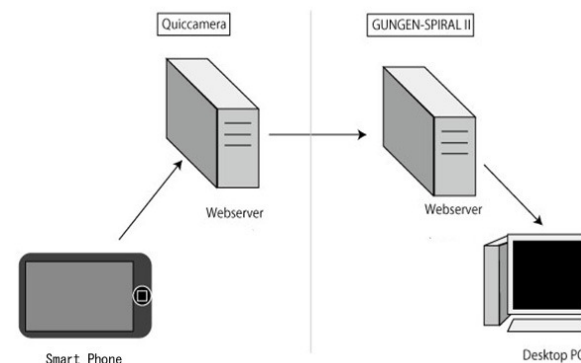 Quiccamera
GUNGEN-SPIRAL II
Webserver
Webserver
Smart Phone
Desktop PC